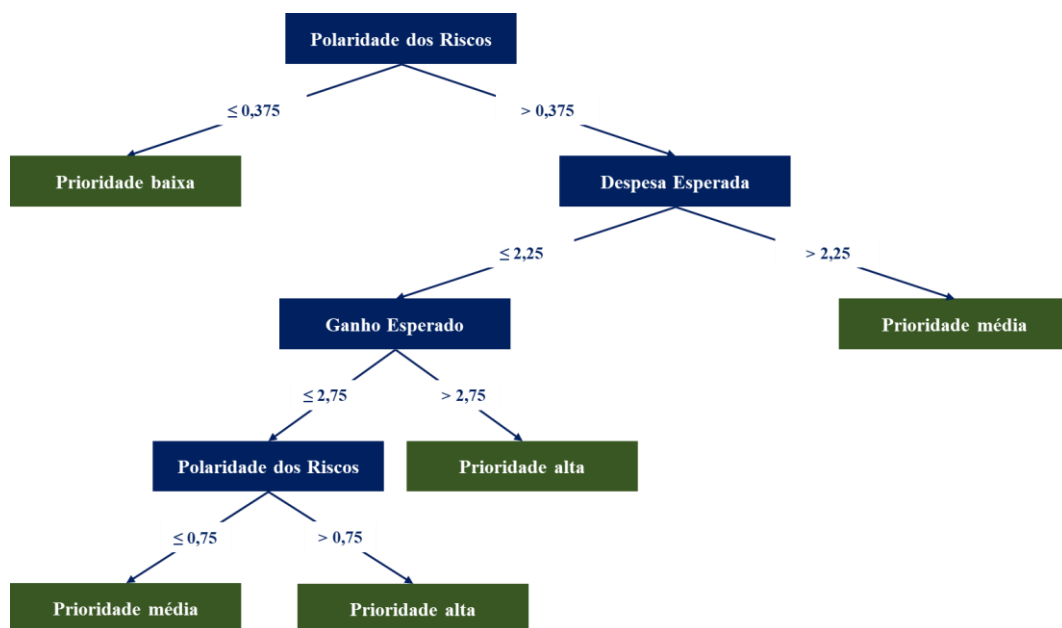 Polaridade dos Riscos
≤ 0,375
> 0,375
Prioridade baixa
Despesa Esperada
≤ 2,25
> 2,25
Ganho Esperado
Prioridade média
≤ 2,75
> 2,75
Polaridade dos Riscos
Prioridade alta
≤ 0,75
> 0,75
Prioridade média
Prioridade alta